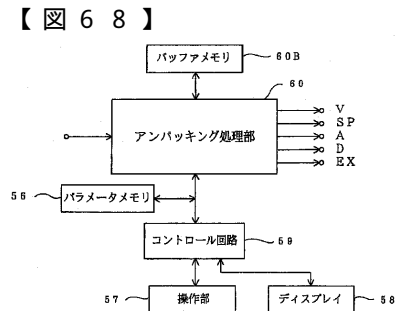 【図６８】
バッファメモリ
60B
60
アンパッキング処理部
V
SP
A
D
EX
56
パラメータメモリ
コントロール回路
59
57
操作部
ディスプレイ
58